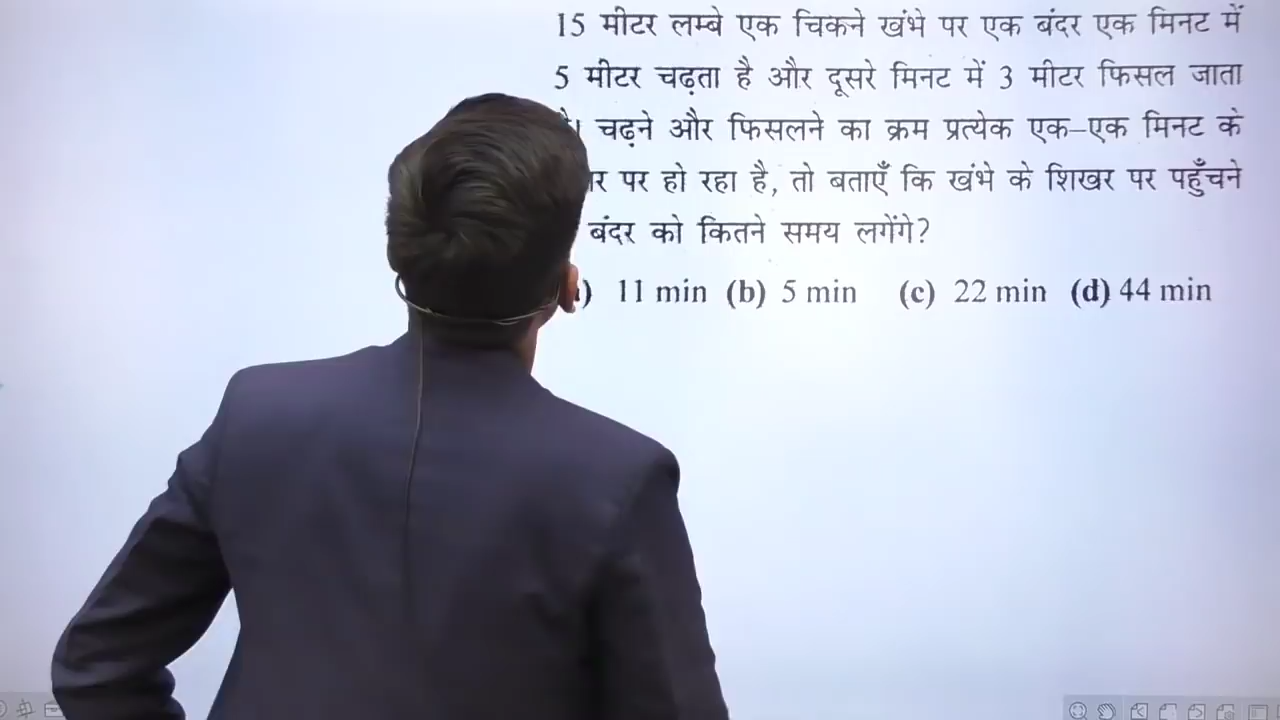 15 मीटर लम्बे एक चिकने खंभे पर एक बंदर एक मिनट में
5 मीटर चढ़ता है और दूसरे मिनट में 3 मीटर फिसल जाता
चढ़ने और फिसलने का क्रम प्रत्येक एक–एक मिनट के
पर हो रहा है, तो बताएँ कि खंभे के शिखर पर पहुँचने
बंदर को कितने समय लगेंगे?
11 min (b) 5 min (c) 22 min (d) 44 min